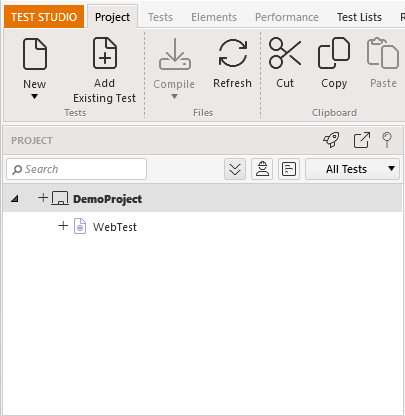 TEST STUDIO Project Tests Elements Performance Test Lists R
New Add Existing Test Compile Refresh Cut Copy Paste
Tests Files Clipboard
PROJECT
Search All Tests
DemoProject
WebTest